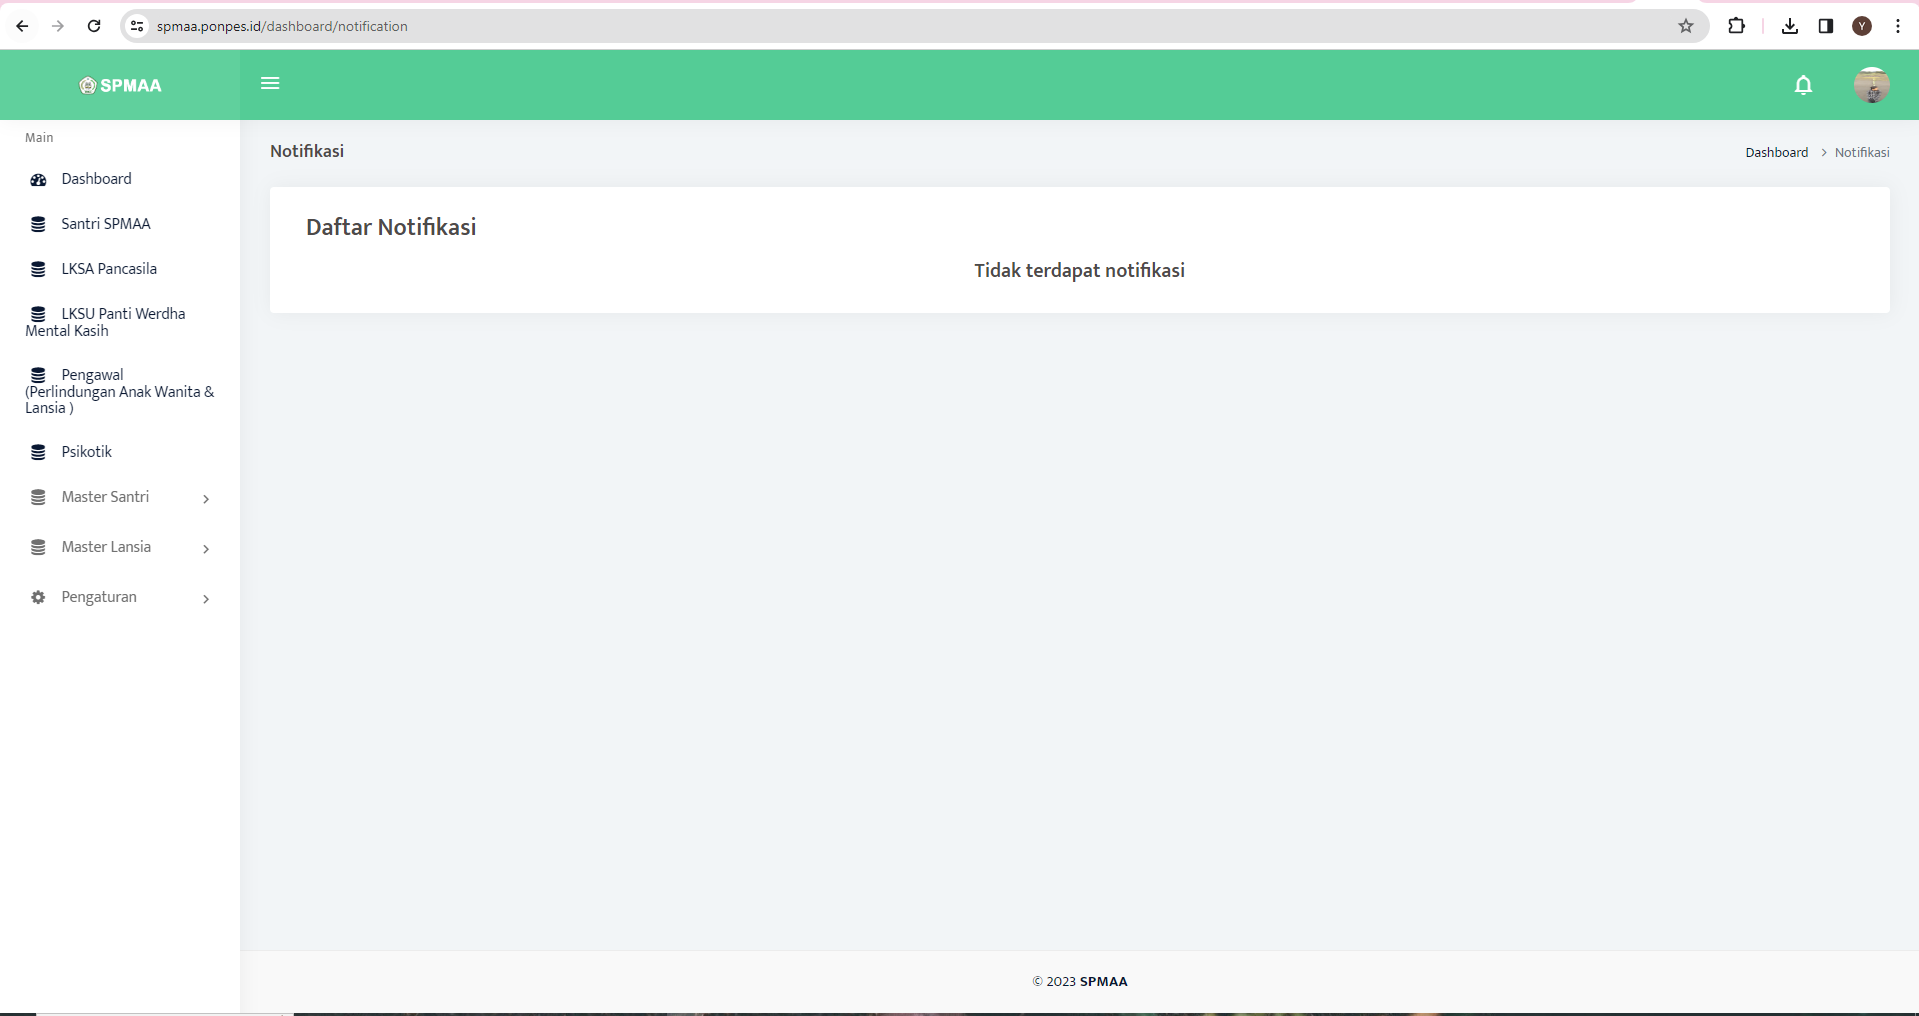 spmaa.ponpes.id/dashboard/notification
Y
SPMAA
Main
Dashboard
Santri SPMAA
LKSA Pancasila
LKSU Panti Werdha
Mental Kasih
Pengawal
(Perlindungan Anak Wanita &
Lansia )
Psikotik
Master Santri
Master Lansia
Pengaturan
Notifikasi
Dashboard > Notifikasi
Daftar Notifikasi
Tidak terdapat notifikasi
© 2023 SPMAA